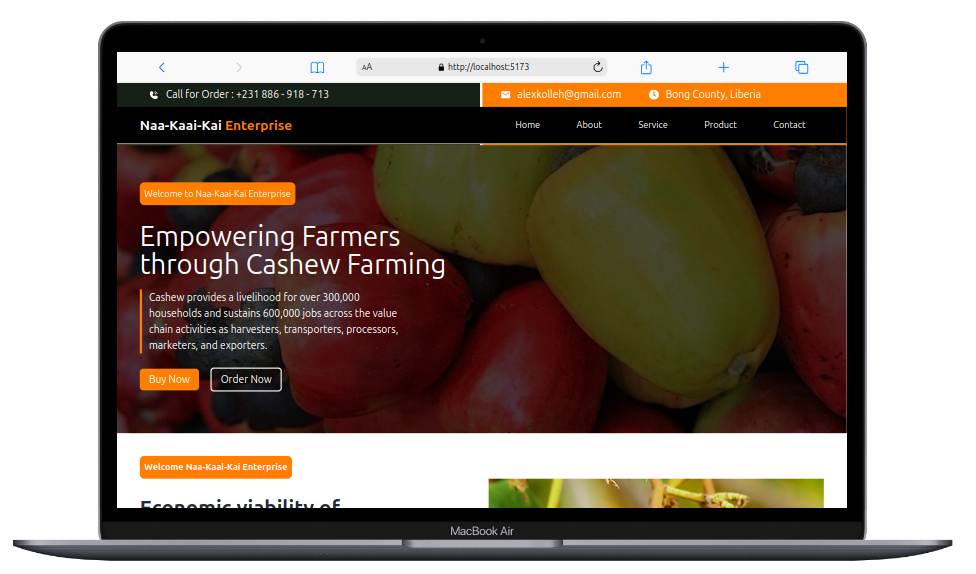 AA
http://localhost:5173
Call for Order : +231 886 - 918 - 713
alexkolleh@gmail.com
Bong County, Liberia
Naa-Kaai-Kai Enterprise
Home
About
Service
Product
Contact
Welcome to Naa-Kaai-Kai Enterprise
Empowering Farmers
through Cashew Farming
Cashew provides a livelihood for over 300,000
households and sustains 600,000 jobs across the value
chain activities as harvesters, transporters, processors,
marketers, and exporters.
Buy Now
Order Now
Welcome Naa-Kaai-Kai Enterprise
Economic viability of
MacBook Air